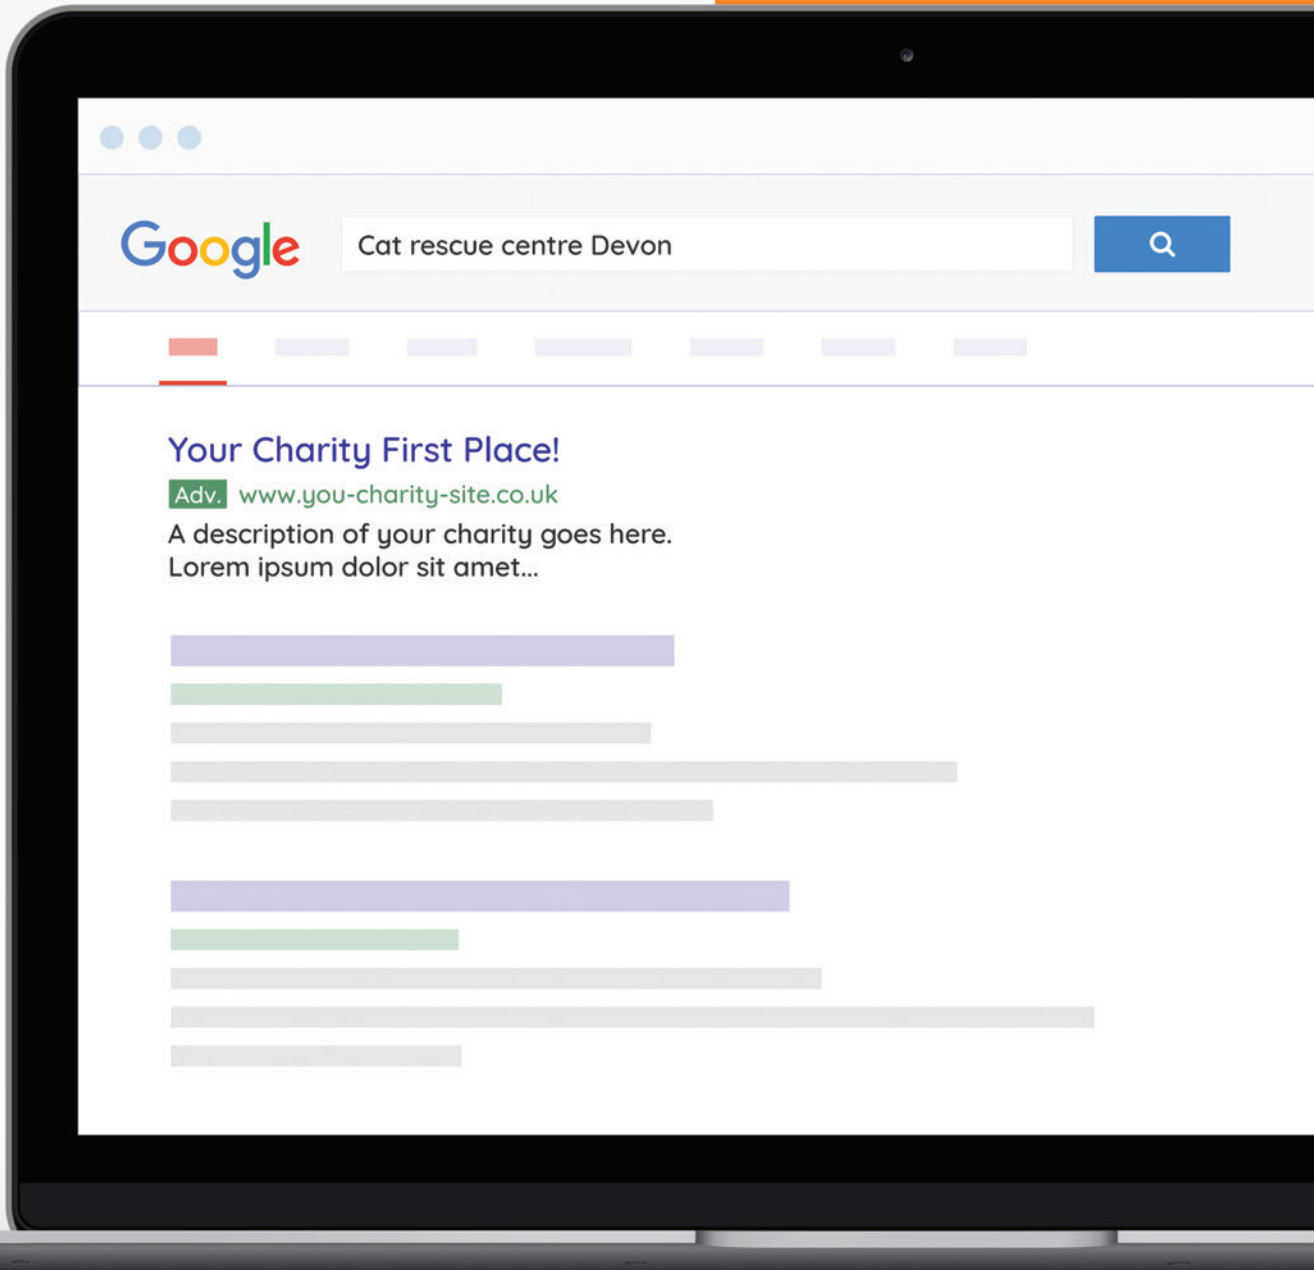 Google
Cat rescue centre Devon
Your Charity First Place!
Adv. www.you-charity-site.co.uk
A description of your charity goes here.
Lorem ipsum dolor sit amet...